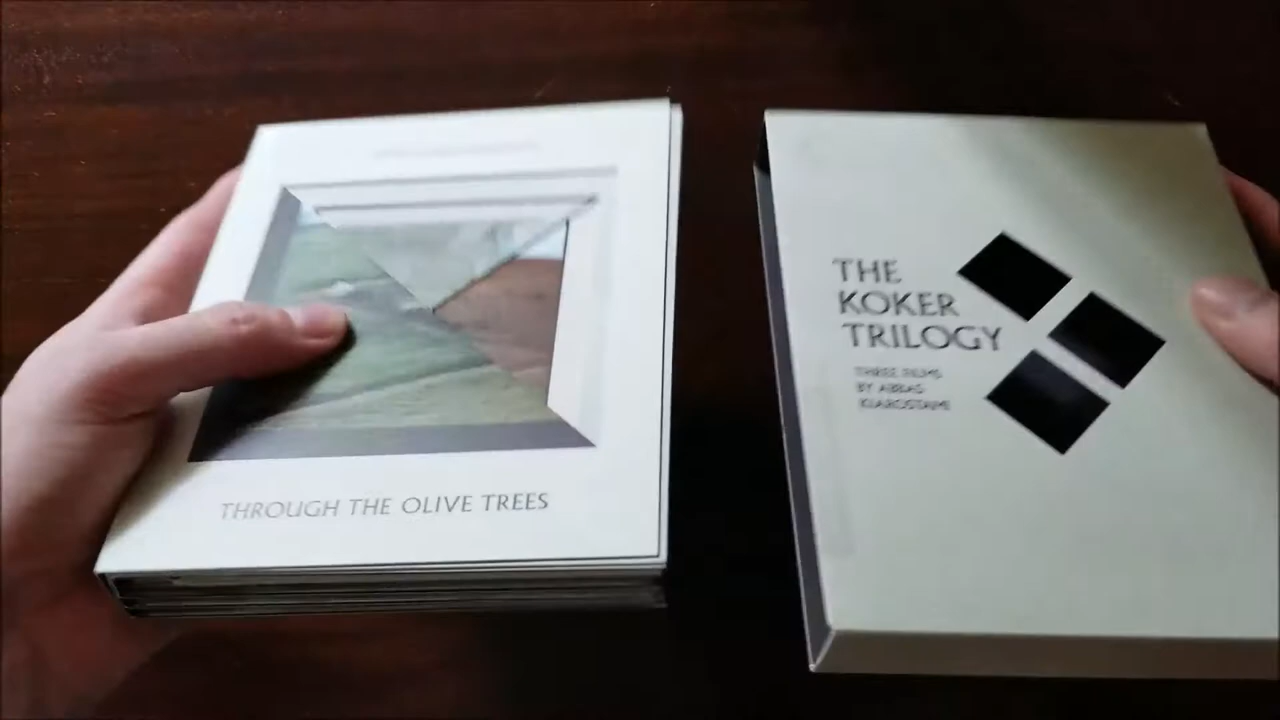 THROUGH THE OLIVE TREES
THE
KOKER
TRILOGY
THREE FILMS
BY ABBAS
KIAROSTAMI